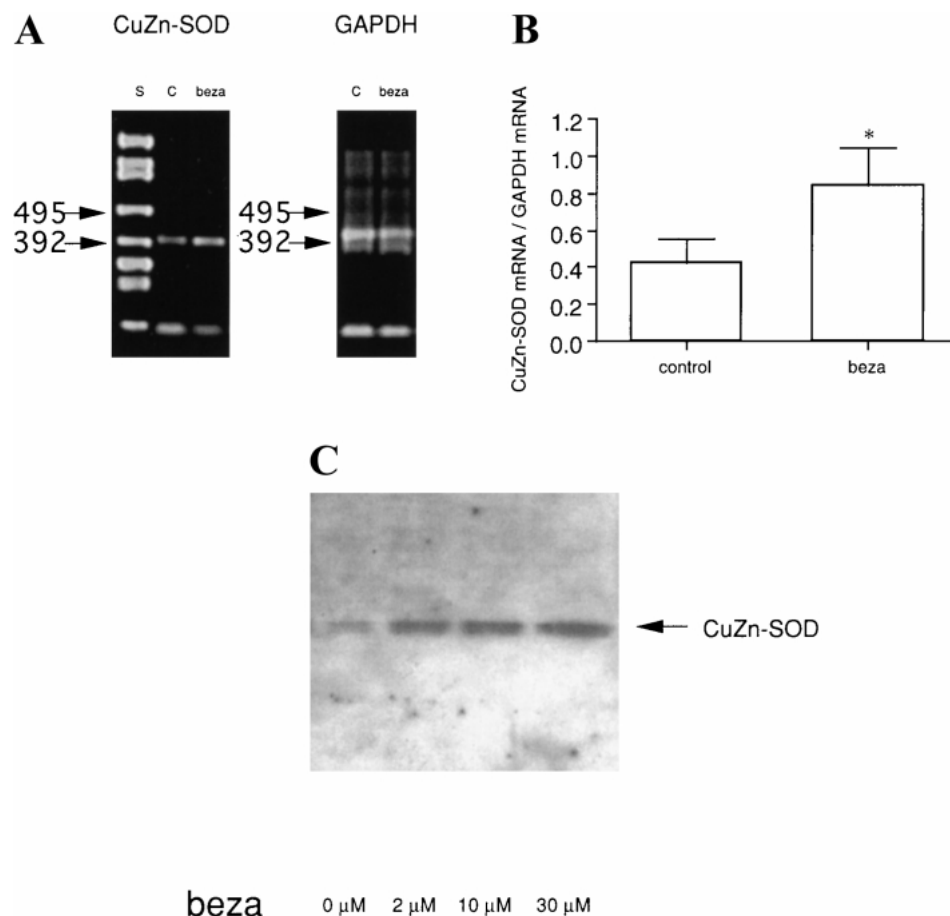 A CuZn-SOD GAPDH
S C beza C beza
495 495
392 392
B
CuZn-SOD mRNA / GAPDH mRNA
1.2
1.0
0.8
0.6
0.4
0.2
0.0
*
control beza
C
CuZn-SOD
beza 0 μM 2 μM 10 μM 30 μM